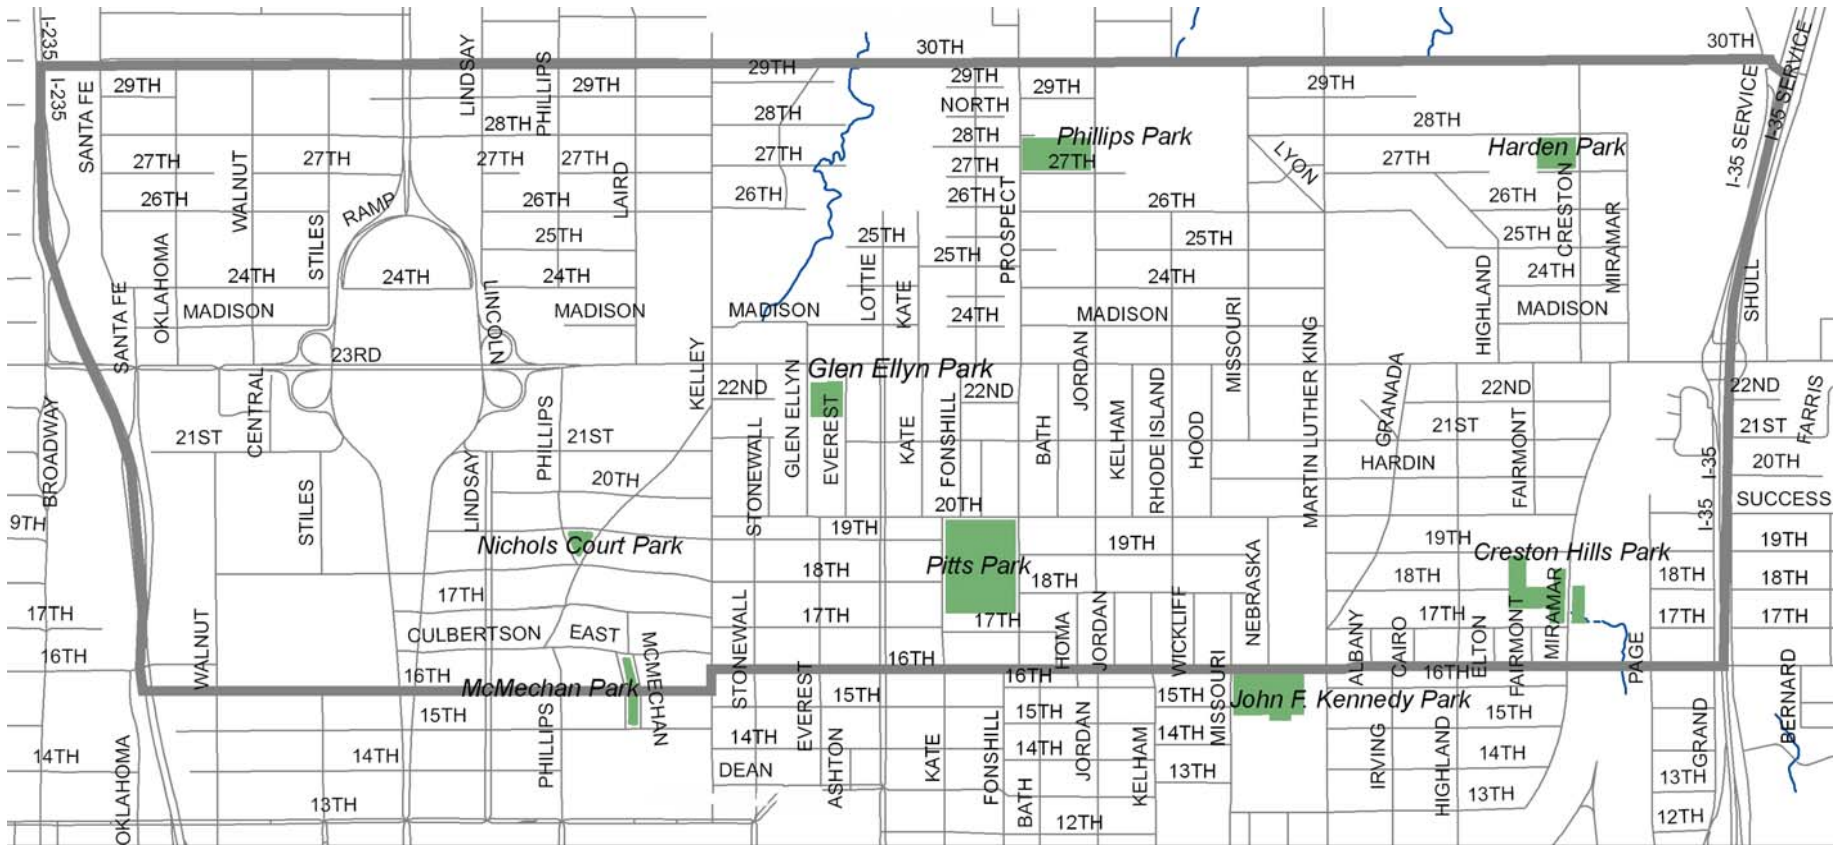 I-235
I-235
30TH
30TH
I-35 SERVICE
I-35 SERVICE
SANTA FE
29TH
LINDSAY
PHILLIPS
29TH
29TH
29TH
29TH
29TH
NORTH
28TH
28TH
28TH
28TH
Phillips Park
Harden Park
27TH
WALNUT
27TH
27TH
27TH
LAIRD
27TH
27TH
27TH
LYON
27TH
26TH
RAMP
26TH
26TH
26TH
PROSPECT
26TH
26TH
CRESTON
MIRAMAR
OKLAHOMA
STILES
25TH
25TH
25TH
25TH
25TH
24TH
24TH
24TH
LOTTIE
KATE
24TH
24TH
HIGHLAND
SHULL
SANTA FE
MADISON
LINCOLN
MADISON
MADISON
24TH
MADISON
MISSOURI
MADISON
23RD
KELLEY
Glen Ellyn Park
JORDAN
MARTIN LUTHER KING
GRANADA
BROADWAY
CENTRAL
PHILLIPS
22ND
GLEN ELLYN
EVEREST
22ND
22ND
22ND
FARRIS
21ST
21ST
STONEWALL
KATE
FONSHILL
BATH
KELHAM
RHODE ISLAND
HOOD
21ST
FAIRMONT
21ST
HARDIN
I-35
20TH
STILES
LINDSAY
20TH
20TH
SUCCESS
9TH
19TH
I-35
Nichols Court Park
19TH
19TH
Creston Hills Park
19TH
Pitts Park
18TH
18TH
NEBRASKA
18TH
18TH
18TH
17TH
WALNUT
17TH
STONEWALL
17TH
17TH
HOMA
JORDAN
WICKLIFF
ALBANY
CAIRO
17TH
ELTON
FAIRMONT
MIRAMAR
PAGE
17TH
17TH
CULBERTSON
EAST
MCMECHAN
16TH
16TH
McMechan Park
EVEREST
16TH
16TH
MISSOURI
16TH
BERNARD
15TH
PHILLIPS
15TH
15TH
15TH
John F. Kennedy Park
15TH
GRAND
14TH
OKLAHOMA
14TH
14TH
ASHTON
KATE
FONSHILL
14TH
JORDAN
KELHAM
14TH
IRVING
HIGHLAND
14TH
DEAN
13TH
13TH
13TH
BATH
13TH
12TH
12TH